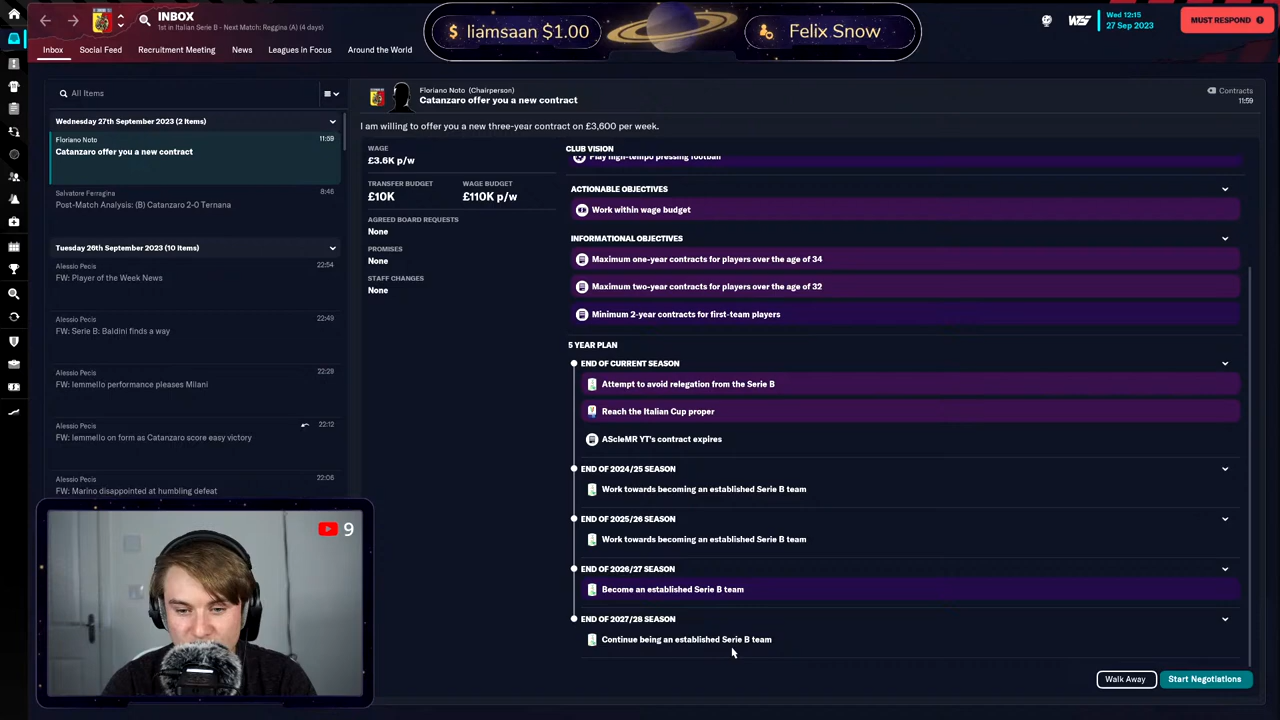 INBOX
1st in Italian Serie B - Next Match: Reggina (A) (4 days)
$ liamsaan $1.00
Felix Snow
Wed 12:15
27 Sep 2023
MUST RESPOND
Inbox
Social Feed
Recruitment Meeting
News
Leagues in Focus
Around the World
All Items
Wednesday 27th September 2023 (2 Items)
Floriano Noto
11:59
Catanzaro offer you a new contract
Salvatore Ferragina
8:46
Post-Match Analysis: (B) Catanzaro 2-0 Ternana
Tuesday 26th September 2023 (10 Items)
Alessio Pecis
22:54
FW: Player of the Week News
Alessio Pecis
22:49
FW: Serie B: Baldini finds a way
Alessio Pecis
22:29
FW: Iemmello performance pleases Milani
Alessio Pecis
22:12
FW: Iemmello on form as Catanzaro score easy victory
Alessio Pecis
22:06
FW: Marino disappointed at humbling defeat
9
Floriano Noto (Chairperson)
Catanzaro offer you a new contract
Contracts
11:59
I am willing to offer you a new three-year contract on £3,600 per week.
WAGE
£3.6K p/w
TRANSFER BUDGET
£10K
WAGE BUDGET
£110K p/w
AGREED BOARD REQUESTS
None
PROMISES
None
STAFF CHANGES
None
CLUB VISION
Play high-tempo pressing football
ACTIONABLE OBJECTIVES
Work within wage budget
INFORMATIONAL OBJECTIVES
Maximum one-year contracts for players over the age of 34
Maximum two-year contracts for players over the age of 32
Minimum 2-year contracts for first-team players
5 YEAR PLAN
END OF CURRENT SEASON
Attempt to avoid relegation from the Serie B
Reach the Italian Cup proper
AScIeMR YT's contract expires
END OF 2024/25 SEASON
Work towards becoming an established Serie B team
END OF 2025/26 SEASON
Work towards becoming an established Serie B team
END OF 2026/27 SEASON
Become an established Serie B team
END OF 2027/28 SEASON
Continue being an established Serie B team
Walk Away
Start Negotiations